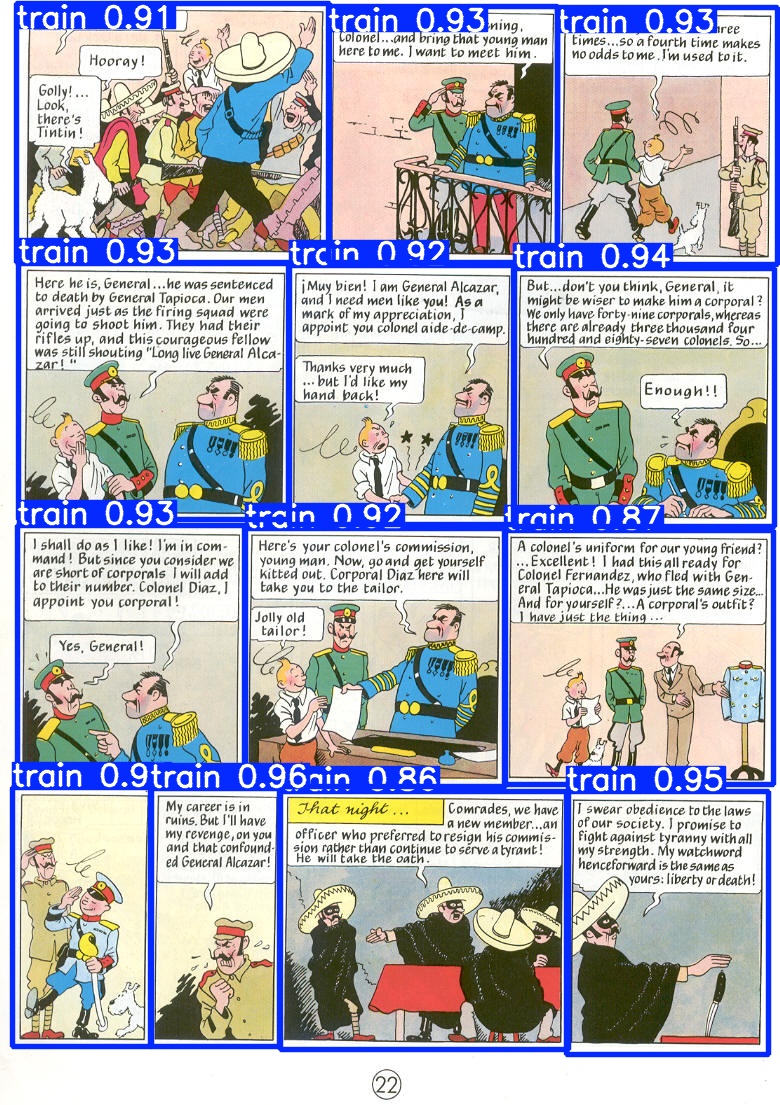 train 0.91
Hooray!
Golly!...
Look,
there's
Tintin!
train 0.93
Colonel...and bring that young man
here to me. I want to meet him.
train 0.93
times...so a fourth time makes
no odds to me. I'm used to it.
train 0.93
Here he is, General...he was sentenced
to death by General Tapioca. Our men
arrived just as the firing squad were
going to shoot him. They had their
rifles up, and this courageous fellow
was still shouting "Long live General Alca-
zar!"
train 0.92
¡Muy bien! I am General Alcazar,
and I need men like you! As a
mark of my appreciation, I
appoint you colonel aide-de-camp.
Thanks very much
...but I'd like my
hand back!
train 0.94
But...don't you think, General, it
might be wiser to make him a corporal?
We only have forty-nine corporals, whereas
there are already three thousand four
hundred and eighty-seven colonels. So...
Enough!!
train 0.93
I shall do as I like! I'm in com-
mand! But since you consider we
are short of corporals I will add
to their number. Colonel Diaz, I
appoint you corporal!
Yes, General!
train 0.92
Here's your colonel's commission,
young man. Now, go and get yourself
kitted out. Corporal Diaz here will
take you to the tailor.
Jolly old
tailor!
0.87
A colonel's uniform for our young friend?
...Excellent! I had this all ready for
Colonel Fernandez, who fled with Gen-
eral Tapioca...He was just the same size...
And for yourself?...A corporal's outfit?
I have just the thing...
train 0.9
train 0.96
My career is in
ruins. But I'll have
my revenge, on you
and that confound-
ed General Alcazar!
0.86
That night...
Comrades, we have
a new member...an
officer who preferred to resign his commis-
sion rather than continue to serve a tyrant!
He will take the oath.
train 0.95
I swear obedience to the laws
of our society. I promise to
fight against tyranny with all
my strength. My watchword
henceforward is the same as
yours: liberty or death!
22